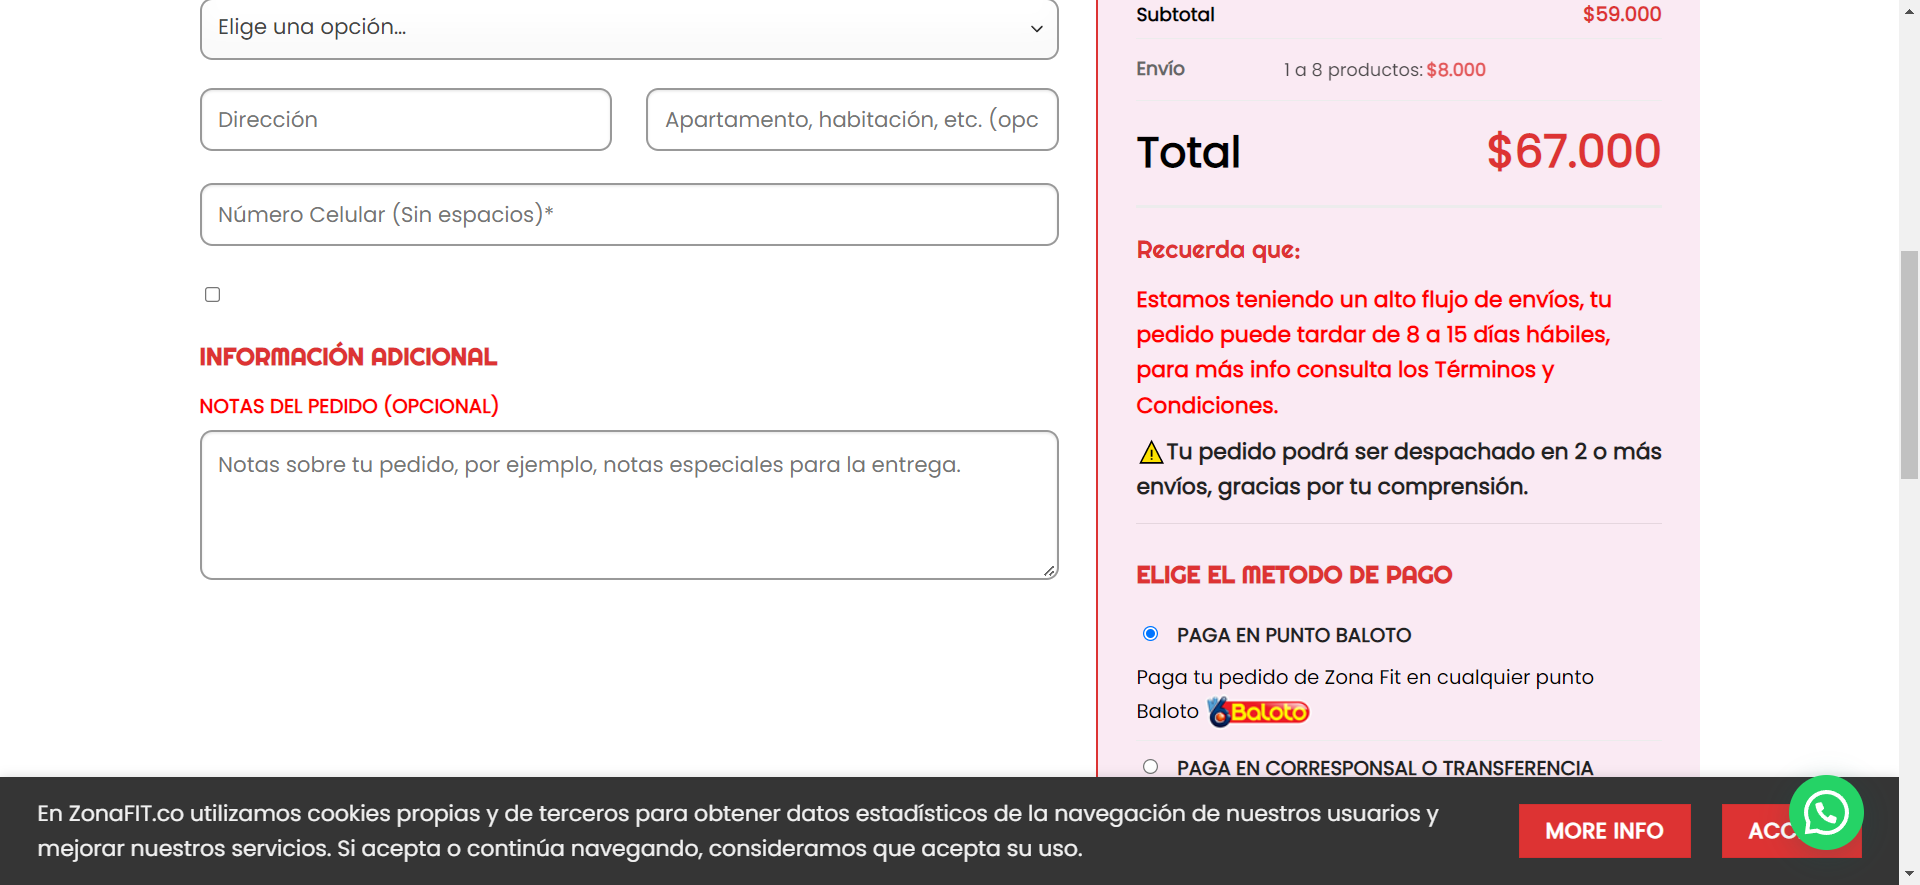 Elige una opción...
Dirección
Apartamento, habitación, etc. (opc
Número Celular (Sin espacios)*
INFORMACIÓN ADICIONAL
NOTAS DEL PEDIDO (OPCIONAL)
Notas sobre tu pedido, por ejemplo, notas especiales para la entrega.
Subtotal $59.000
Envío 1 a 8 productos: $8.000
Total $67.000
Recuerda que:
Estamos teniendo un alto flujo de envíos, tu
pedido puede tardar de 8 a 15 días hábiles,
para más info consulta los Términos y
Condiciones.
⚠Tu pedido podrá ser despachado en 2 o más
envíos, gracias por tu comprensión.
ELIGE EL METODO DE PAGO
PAGA EN PUNTO BALOTO
Paga tu pedido de Zona Fit en cualquier punto
Baloto Baloto
PAGA EN CORRESPONSAL O TRANSFERENCIA
En ZonaFIT.co utilizamos cookies propias y de terceros para obtener datos estadísticos de la navegación de nuestros usuarios y
mejorar nuestros servicios. Si acepta o continúa navegando, consideramos que acepta su uso.
MORE INFO
ACC